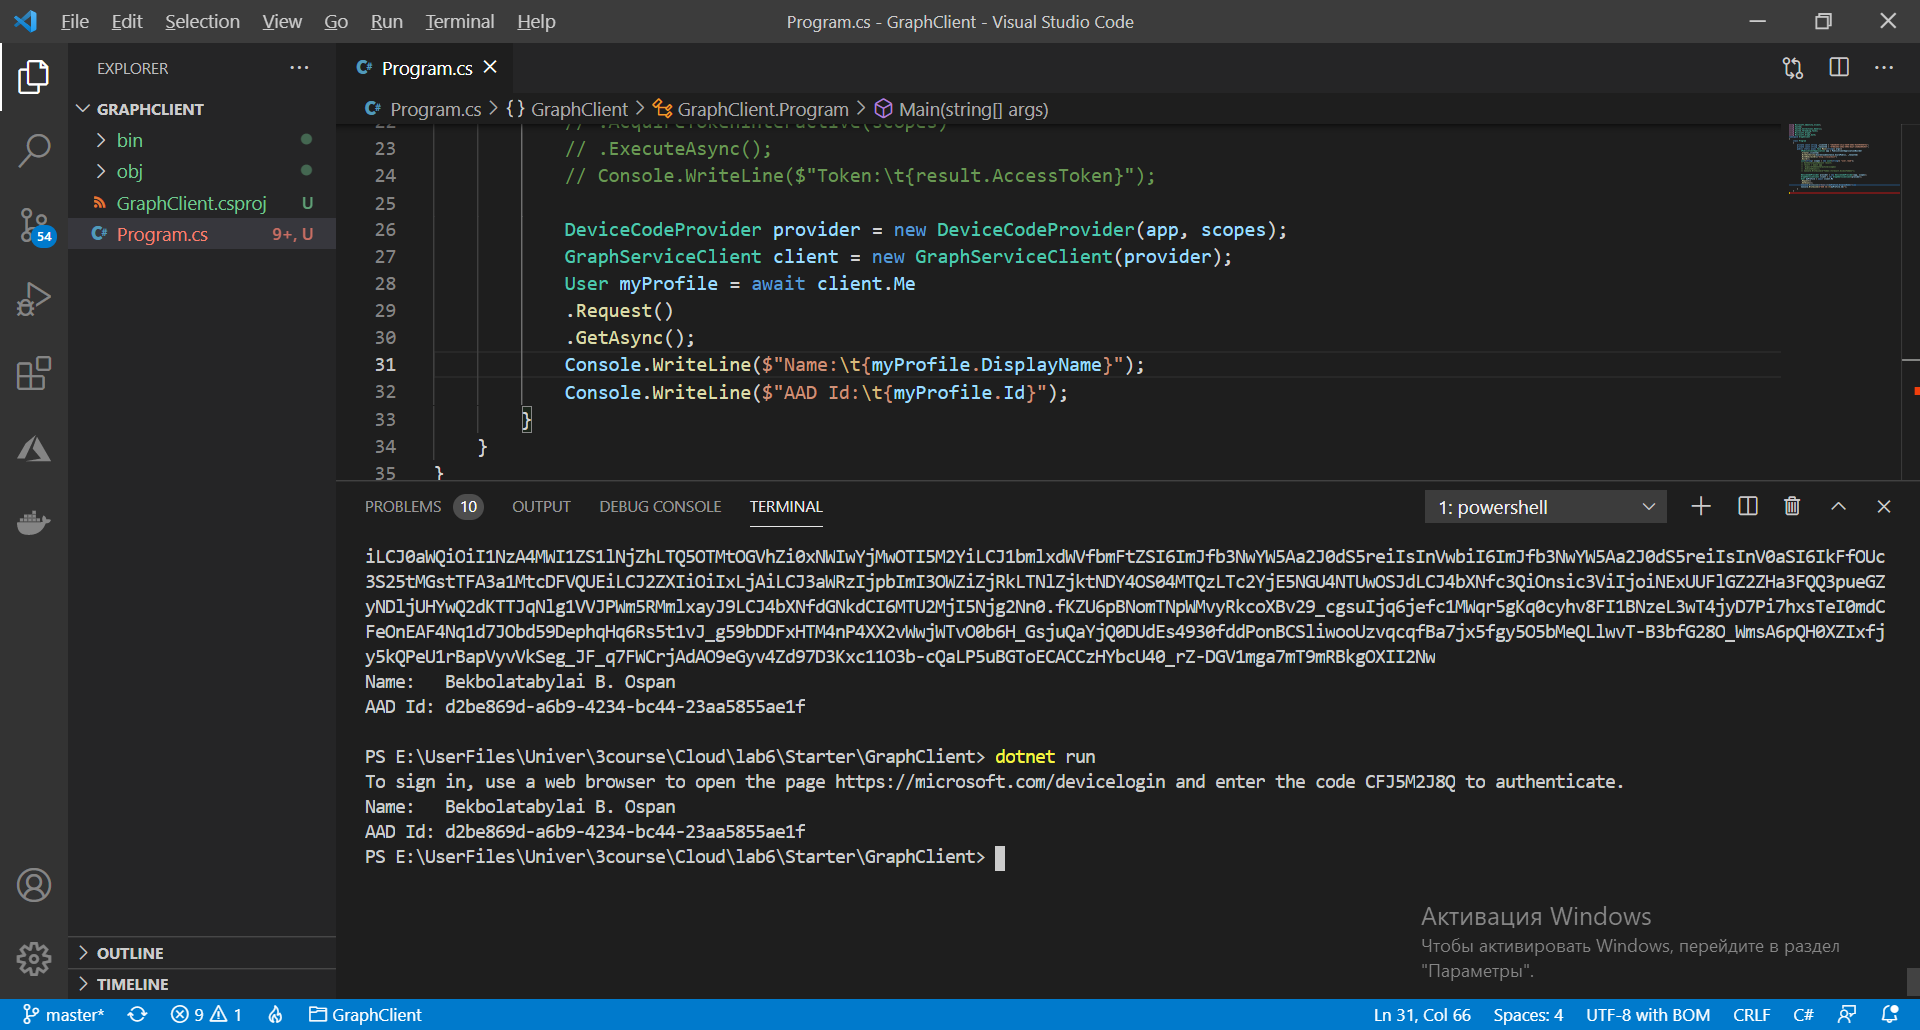 File Edit Selection View Go Run Terminal Help
Program.cs - GraphClient - Visual Studio Code
EXPLORER ···
GRAPHCLIENT
bin
obj
GraphClient.csproj U
Program.cs 9+, U
54
OUTLINE
TIMELINE
C# Program.cs
C# Program.cs > {} GraphClient > GraphClient.Program > Main(string[] args)
22 // .AcquireTokenInteractive(scopes)
23 // .ExecuteAsync();
24 // Console.WriteLine($"Token:\t{result.AccessToken}");
25
26 DeviceCodeProvider provider = new DeviceCodeProvider(app, scopes);
27 GraphServiceClient client = new GraphServiceClient(provider);
28 User myProfile = await client.Me
29 .Request()
30 .GetAsync();
31 Console.WriteLine($"Name:\t{myProfile.DisplayName}");
32 Console.WriteLine($"AAD Id:\t{myProfile.Id}");
33 }
34 }
35 }
PROBLEMS 10 OUTPUT DEBUG CONSOLE TERMINAL 1: powershell
Name: Bekbolatabylai B. Ospan
AAD Id: d2be869d-a6b9-4234-bc44-23aa5855ae1f
PS E:\UserFiles\Univer\3course\Cloud\lab6\Starter\GraphClient> dotnet run
To sign in, use a web browser to open the page https://microsoft.com/devicelogin and enter the code CFJ5M2J8Q to authenticate.
Name: Bekbolatabylai B. Ospan
AAD Id: d2be869d-a6b9-4234-bc44-23aa5855ae1f
PS E:\UserFiles\Univer\3course\Cloud\lab6\Starter\GraphClient>
Активация Windows
Чтобы активировать Windows, перейдите в раздел
"Параметры".
master* 9 1 GraphClient Ln 31, Col 66 Spaces: 4 UTF-8 with BOM CRLF C#